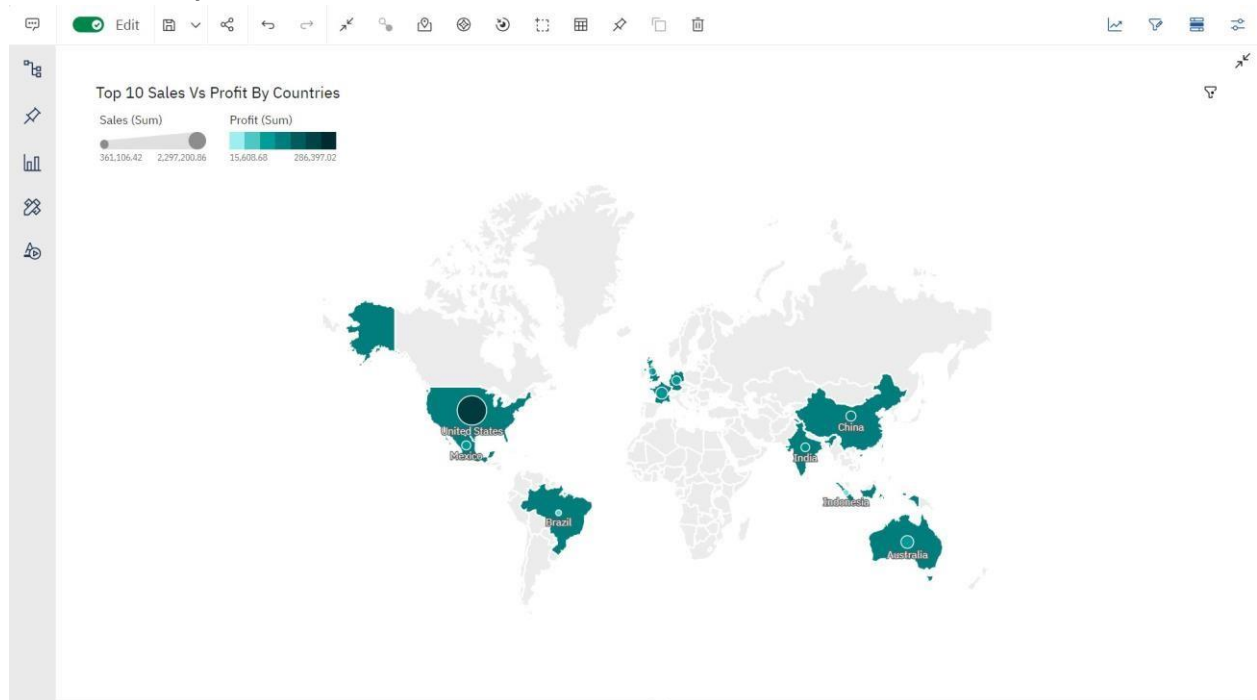 Edit
Top 10 Sales Vs Profit By Countries
Sales (Sum) Profit (Sum)
361,106.42 2,297,200.86 15,608.68 286,397.02
United States
Mexico
China
India
Indonesia
Brazil
Australia